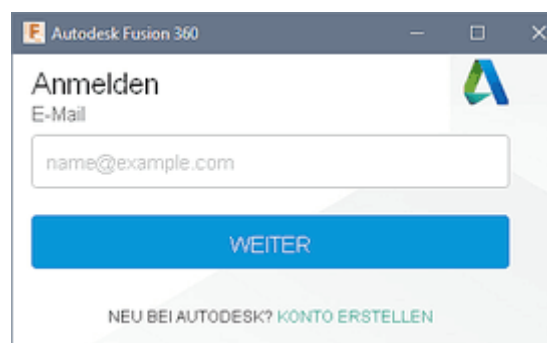 Autodesk Fusion 360
Anmelden
E-Mail
name@example.com
WEITER
NEU BEI AUTODESK? KONTO ERSTELLEN